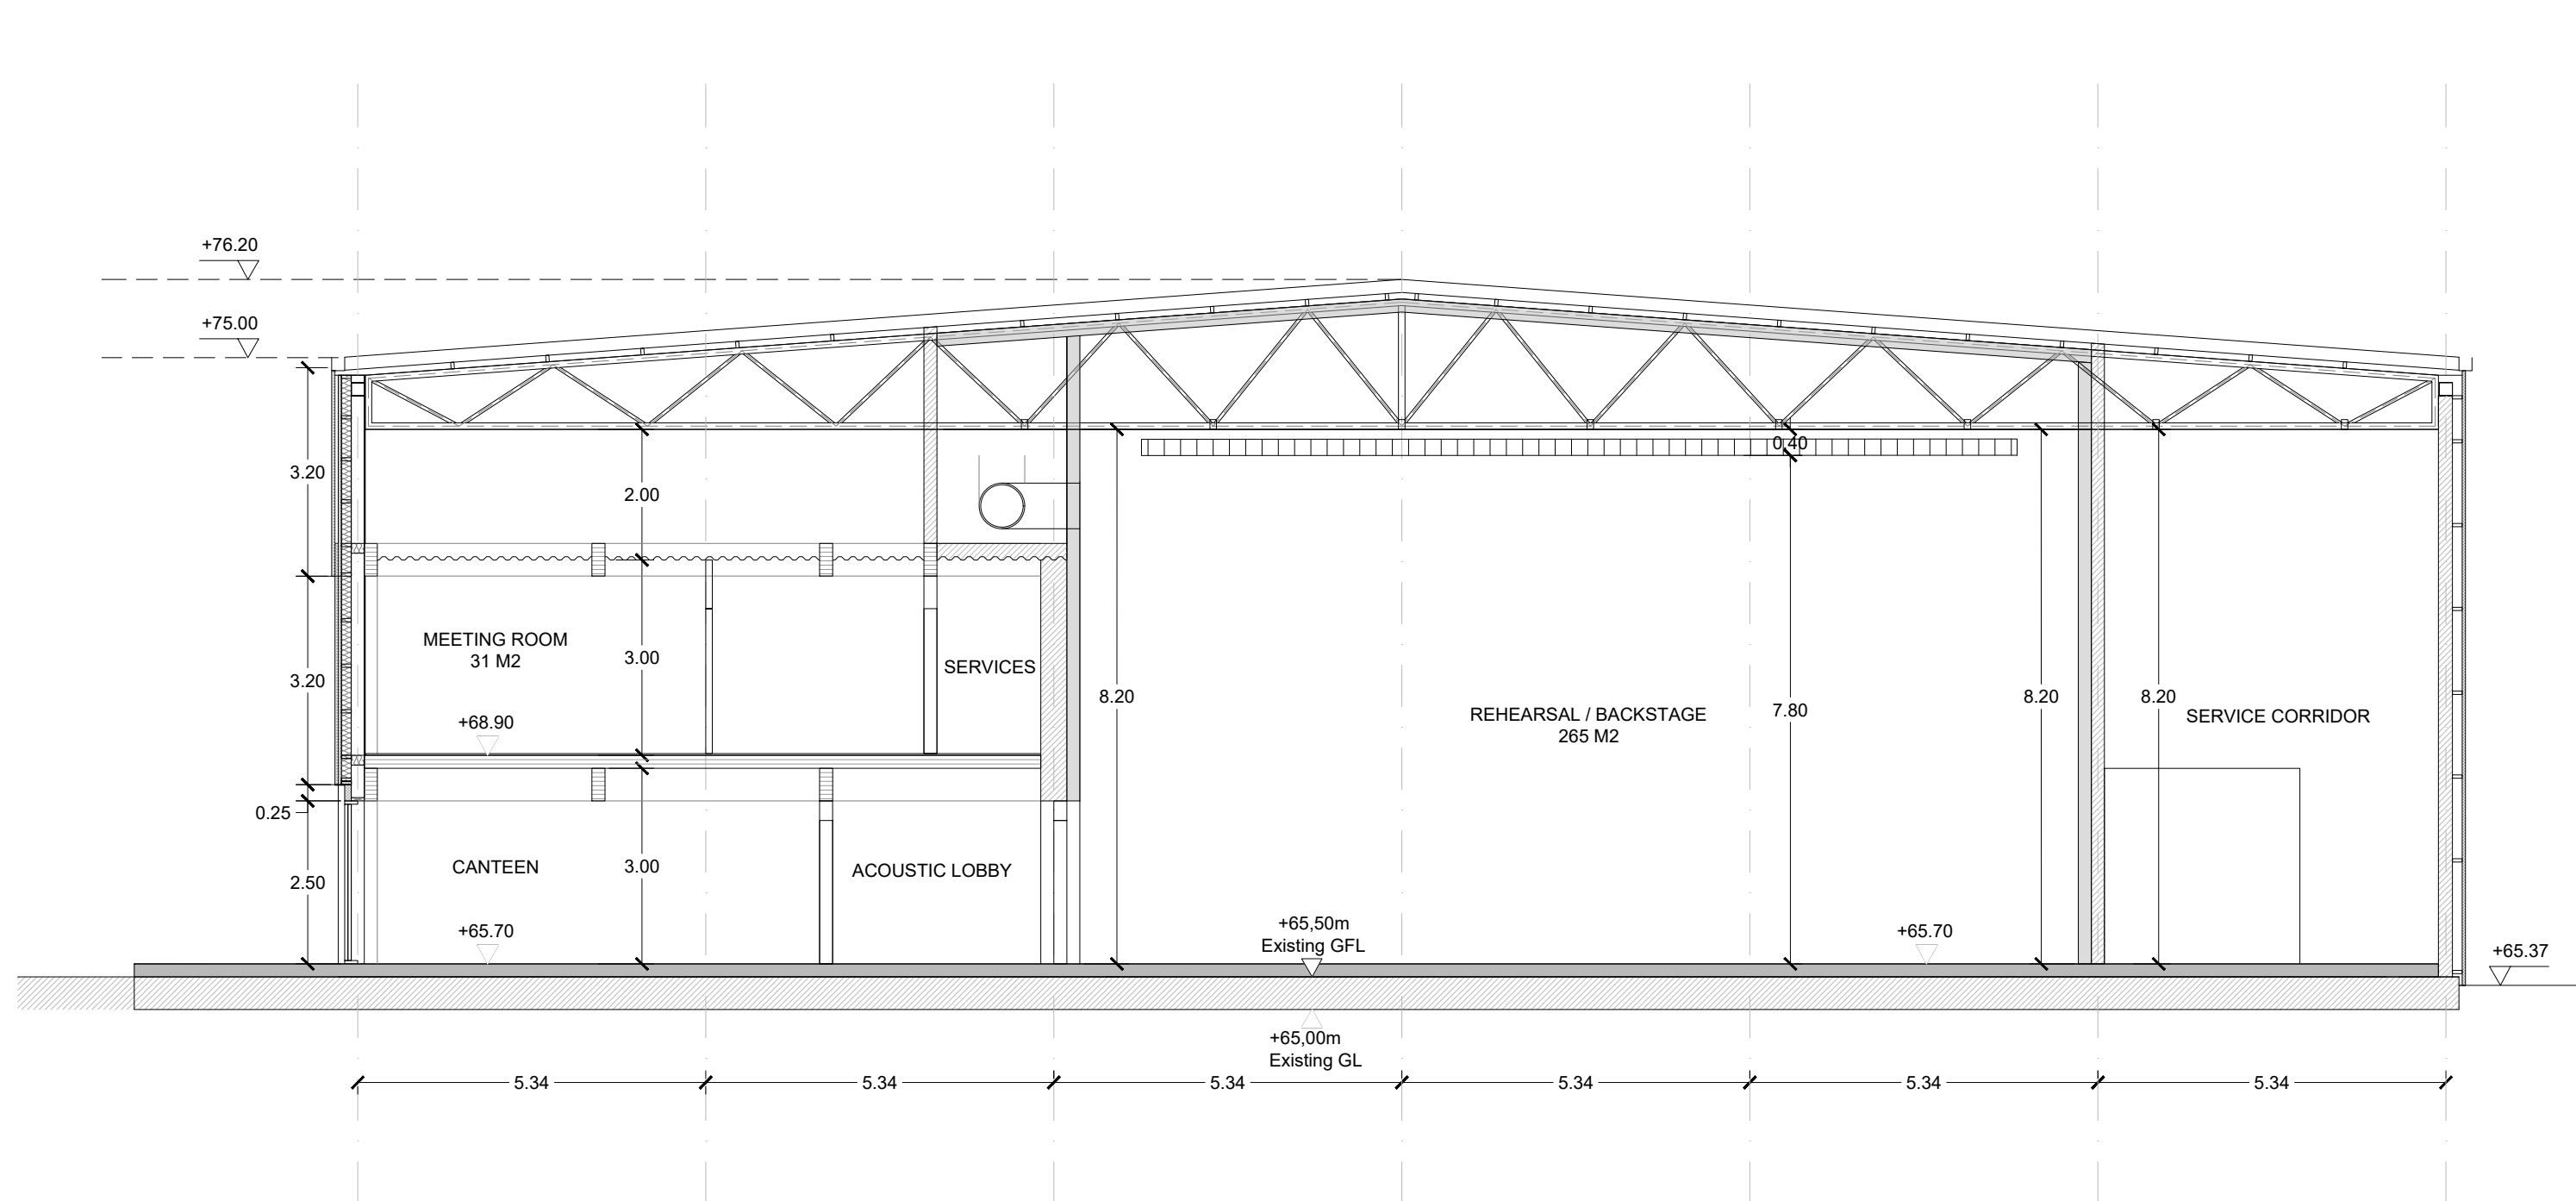 +76.20
+75.00
0.40
3.20
2.00
MEETING ROOM
31 M2
3.00
SERVICES
3.20
8.20
REHEARSAL / BACKSTAGE
265 M2
7.80
8.20
8.20
SERVICE CORRIDOR
+68.90
0.25
CANTEEN
3.00
ACOUSTIC LOBBY
2.50
+65.70
+65,50m
Existing GFL
+65.70
+65.37
+65,00m
Existing GL
5.34
5.34
5.34
5.34
5.34
5.34